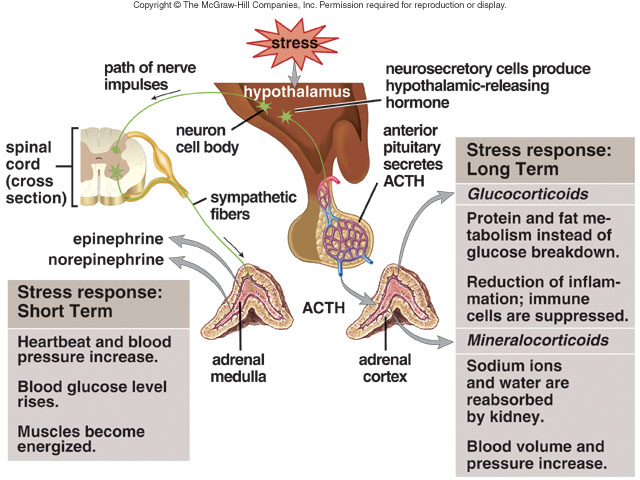 Copyright © The McGraw-Hill Companies, Inc. Permission required for reproduction or display.
stress
path of nerve
impulses
hypothalamus
neurosecretory cells produce
hypothalamic-releasing
hormone
neuron
cell body
anterior
pituitary
secretes
ACTH
spinal
cord
(cross
section)
sympathetic
fibers
epinephrine
norepinephrine
Stress response:
Short Term
Heartbeat and blood
pressure increase.
Blood glucose level
rises.
Muscles become
energized.
adrenal
medulla
ACTH
adrenal
cortex
Stress response:
Long Term
Glucocorticoids
Protein and fat me-
tabolism instead of
glucose breakdown.
Reduction of inflam-
mation; immune
cells are suppressed.
Mineralocorticoids
Sodium ions
and water are
reabsorbed
by kidney.
Blood volume and
pressure increase.